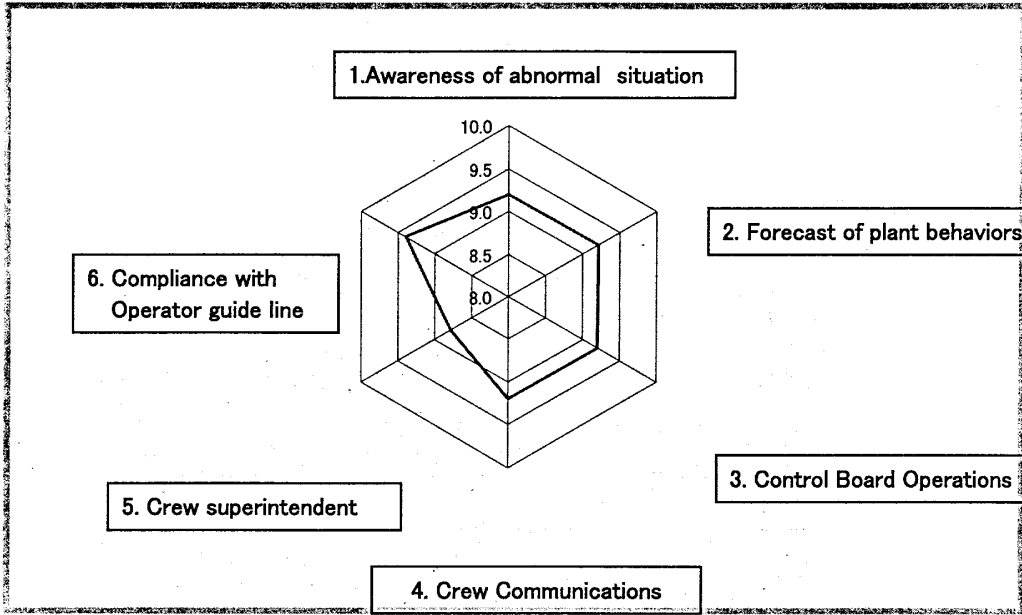 1.Awareness of abnormal situation
10.0
9.5
9.0
8.5
8.0
2. Forecast of plant behaviors
6. Compliance with
Operator guide line
3. Control Board Operations
5. Crew superintendent
4. Crew Communications